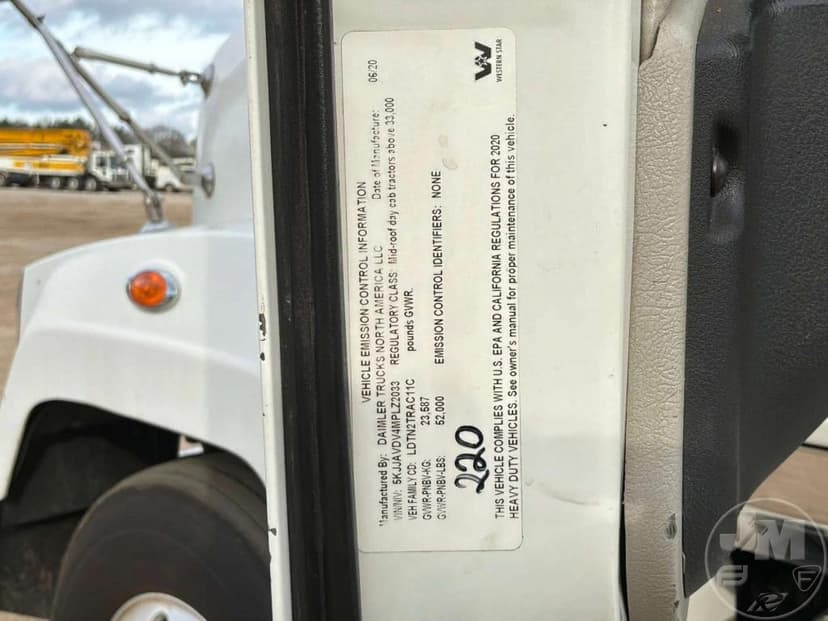 VEHICLE EMISSION CONTROL INFORMATION
Manufactured By: DAIMLER TRUCKS NORTH AMERICA LLC Date of Manufacture: 06/20
VIN/NIV: 5KJJAVDV4MPLZ2033 REGULATORY CLASS: Mid-roof day cab tractors above 33,000
VEH FAMILY CD: LDTN2TRAC11C pounds GVWR.
GVWR-PNBV-KG: 23,587
GVWR-PNBV-LBS: 52,000 EMISSION CONTROL IDENTIFIERS: NONE
220
WESTERN STAR
THIS VEHICLE COMPLIES WITH U.S. EPA AND CALIFORNIA REGULATIONS FOR 2020
HEAVY DUTY VEHICLES. See owner's manual for proper maintenance of this vehicle.
JM